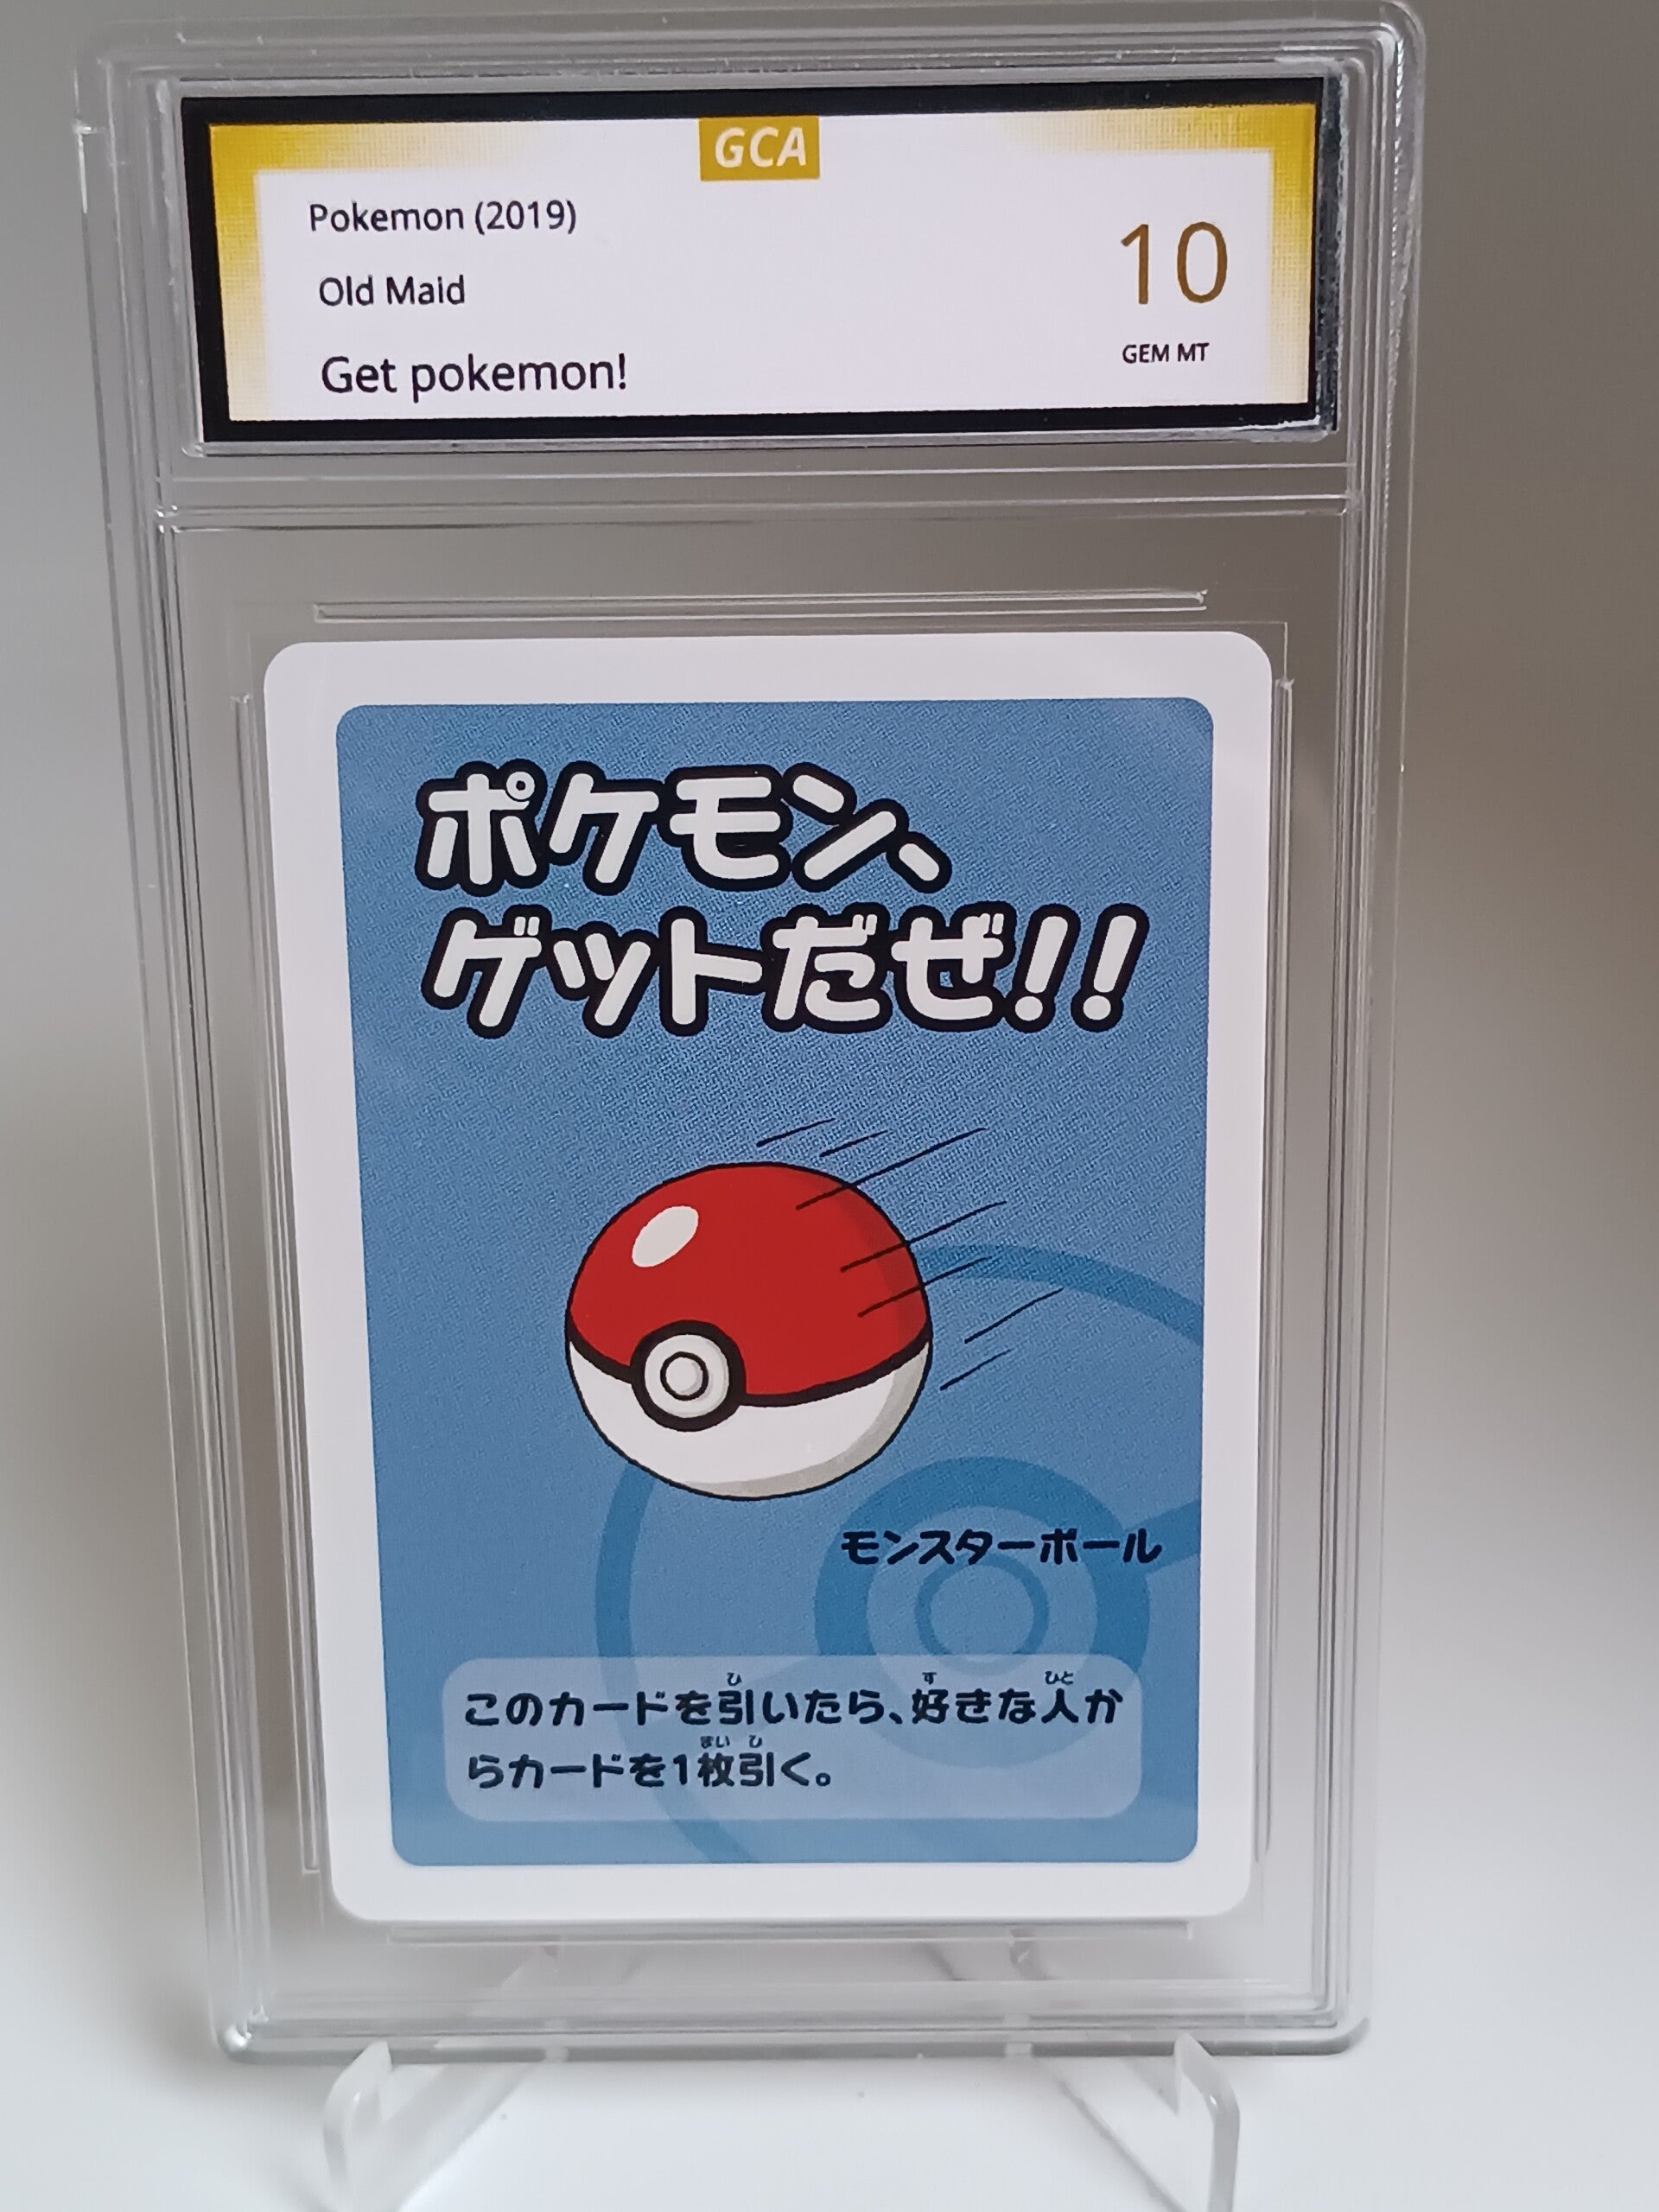 GCA
Pokemon (2019)
Old Maid
Get pokemon!
10
GEM MT
ポケモン、
ゲットだぜ!!
モンスターボール
このカードを引いたら、好きな人か
らカードを1枚引く。